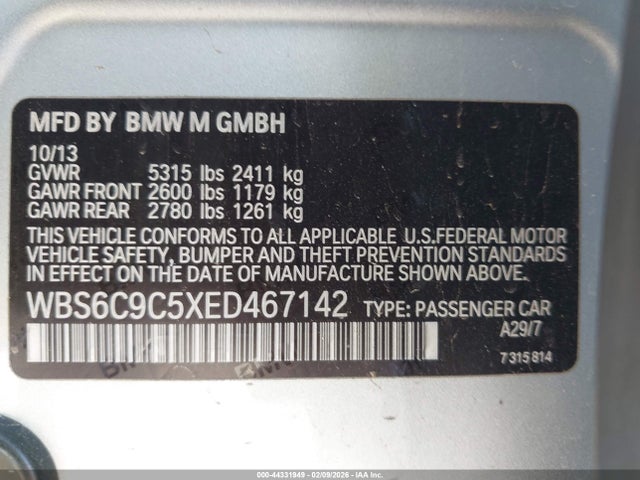 MFD BY BMW M GMBH
10/13
GVWR 5315 lbs 2411 kg
GAWR FRONT 2600 lbs 1179 kg
GAWR REAR 2780 lbs 1261 kg
THIS VEHICLE CONFORMS TO ALL APPLICABLE U.S.FEDERAL MOTOR
VEHICLE SAFETY, BUMPER AND THEFT PREVENTION STANDARDS
IN EFFECT ON THE DATE OF MANUFACTURE SHOWN ABOVE.
WBS6C9C5XED467142 TYPE: PASSENGER CAR
A29/7
7 315 814
000-44331949 | 02/09/2026 | IAA Inc.